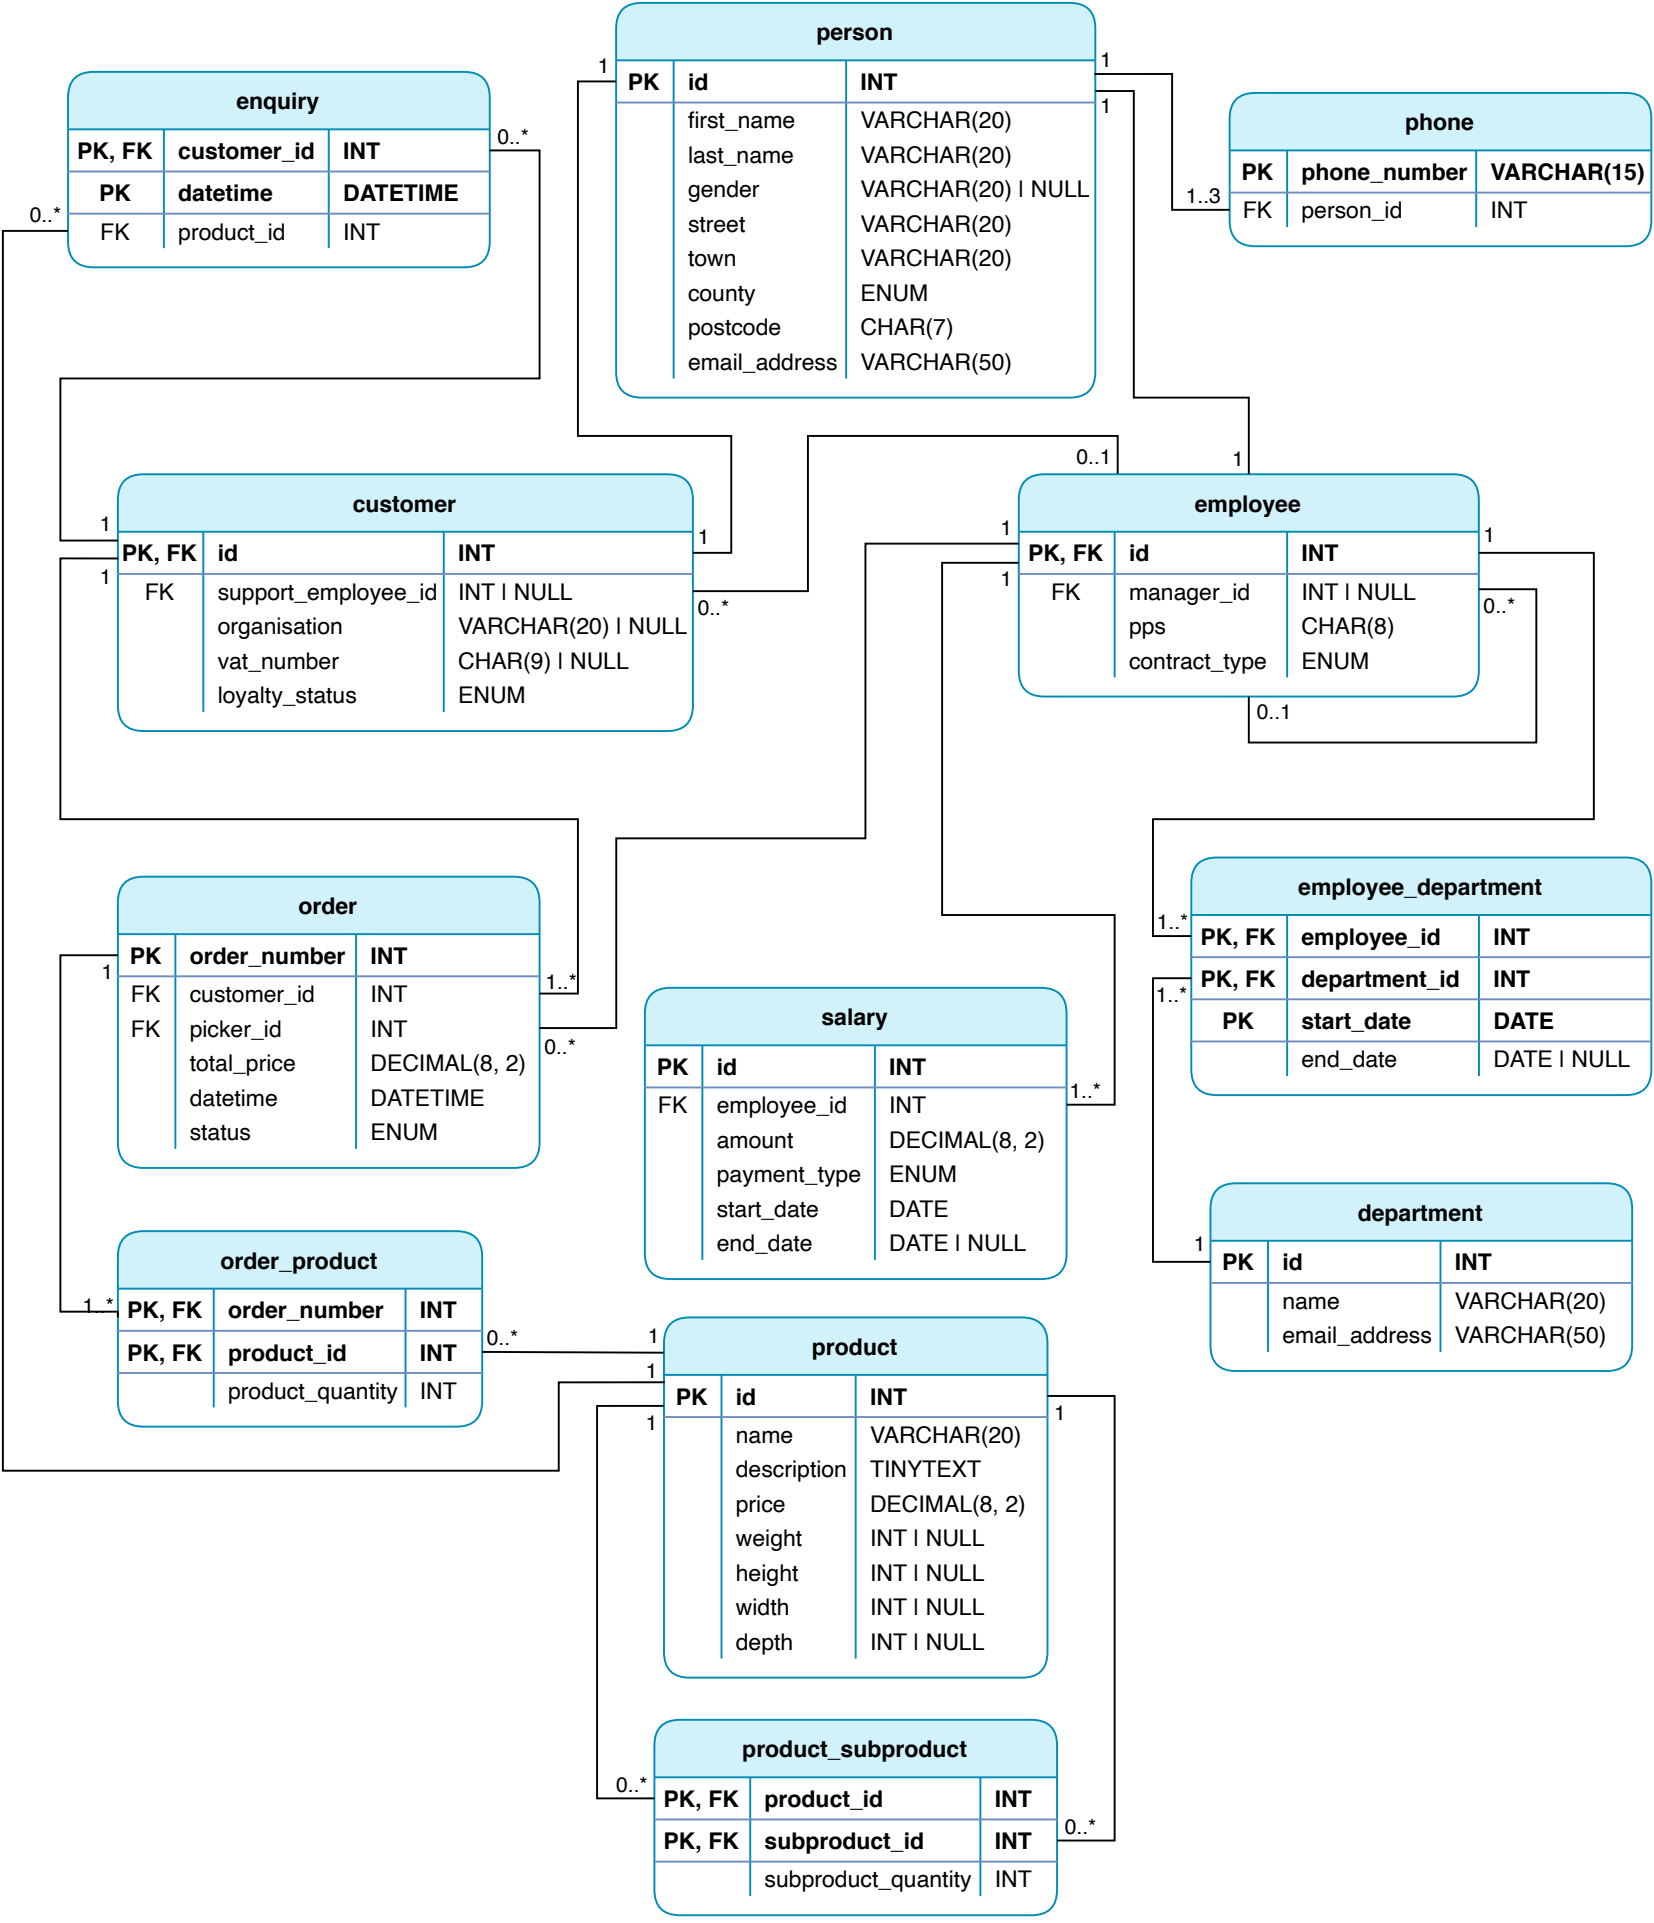 person
1
PK id INT
1
1
first_name VARCHAR(20)
last_name VARCHAR(20)
gender VARCHAR(20) | NULL
street VARCHAR(20)
town VARCHAR(20)
county ENUM
postcode CHAR(7)
email_address VARCHAR(50)
enquiry
PK, FK customer_id INT
0..*
PK datetime DATETIME
0..*
FK product_id INT
phone
PK phone_number VARCHAR(15)
1..3
FK person_id INT
customer
1
1
PK, FK id INT
1
FK support_employee_id INT | NULL
0..*
organisation VARCHAR(20) | NULL
vat_number CHAR(9) | NULL
loyalty_status ENUM
0..1
1
employee
1
1
PK, FK id INT
1
FK manager_id INT | NULL
0..*
pps CHAR(8)
contract_type ENUM
0..1
order
PK order_number INT
1
1..*
FK customer_id INT
FK picker_id INT
0..*
total_price DECIMAL(8, 2)
datetime DATETIME
status ENUM
employee_department
1..*
PK, FK employee_id INT
PK, FK department_id INT
1..*
PK start_date DATE
end_date DATE | NULL
salary
PK id INT
1..*
FK employee_id INT
amount DECIMAL(8, 2)
payment_type ENUM
start_date DATE
end_date DATE | NULL
department
1
PK id INT
name VARCHAR(20)
email_address VARCHAR(50)
order_product
1..*
PK, FK order_number INT
0..*
PK, FK product_id INT
product_quantity INT
1
product
1
PK id INT
1
1
name VARCHAR(20)
description TINYTEXT
price DECIMAL(8, 2)
weight INT | NULL
height INT | NULL
width INT | NULL
depth INT | NULL
product_subproduct
0..*
PK, FK product_id INT
0..*
PK, FK subproduct_id INT
subproduct_quantity INT